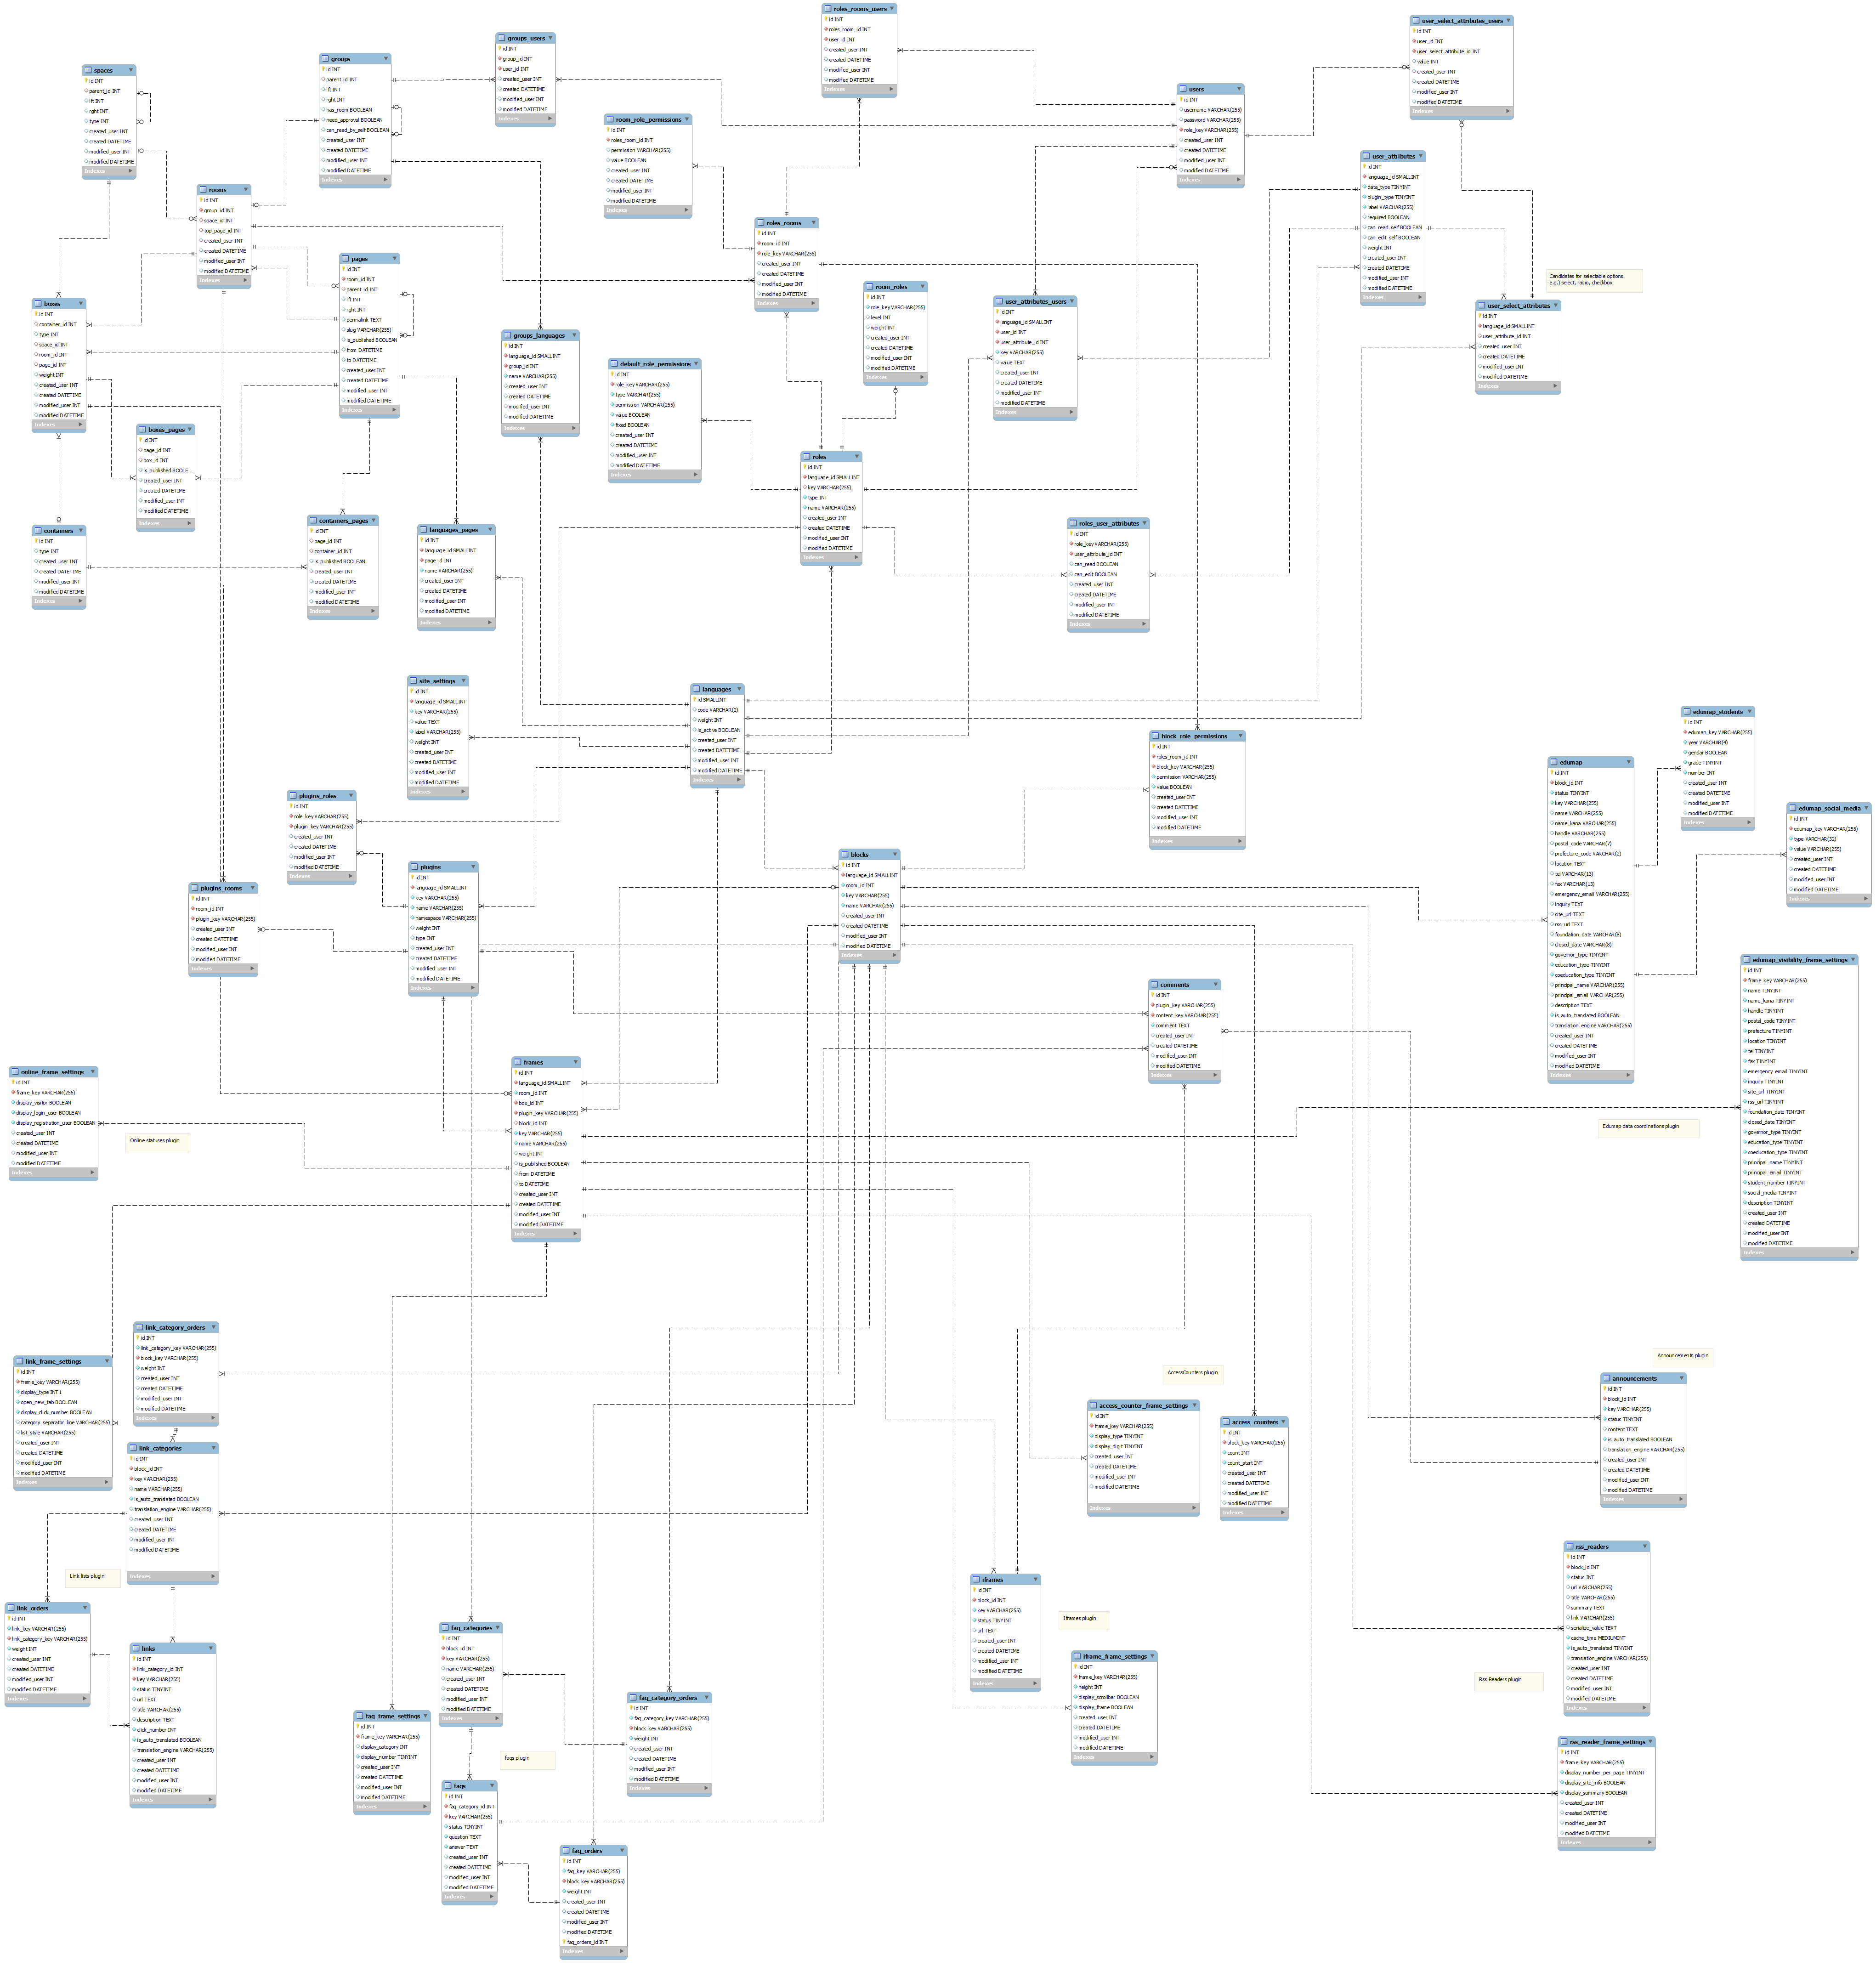 roles_rooms_users
id INT
roles_room_id INT
user_id INT
created_user INT
created DATETIME
modified_user INT
modified DATETIME
Indexes
user_select_attributes_users
id INT
user_id INT
user_select_attribute_id INT
value INT
created_user INT
created DATETIME
modified_user INT
modified DATETIME
Indexes
groups_users
id INT
group_id INT
user_id INT
created_user INT
created DATETIME
modified_user INT
modified DATETIME
Indexes
groups
id INT
parent_id INT
lft INT
rght INT
has_room BOOLEAN
need_approval BOOLEAN
can_read_by_self BOOLEAN
created_user INT
created DATETIME
modified_user INT
modified DATETIME
Indexes
spaces
id INT
parent_id INT
lft INT
rght INT
type INT
created_user INT
created DATETIME
modified_user INT
modified DATETIME
Indexes
users
id INT
username VARCHAR(255)
password VARCHAR(255)
role_key VARCHAR(255)
created_user INT
created DATETIME
modified_user INT
modified DATETIME
Indexes
room_role_permissions
id INT
roles_room_id INT
permission VARCHAR(255)
value BOOLEAN
created_user INT
created DATETIME
modified_user INT
modified DATETIME
Indexes
user_attributes
id INT
language_id SMALLINT
data_type TINYINT
plugin_type TINYINT
label VARCHAR(255)
required BOOLEAN
can_read_self BOOLEAN
can_edit_self BOOLEAN
weight INT
created_user INT
created DATETIME
modified_user INT
modified DATETIME
Indexes
rooms
id INT
group_id INT
space_id INT
top_page_id INT
created_user INT
created DATETIME
modified_user INT
modified DATETIME
Indexes
roles_rooms
id INT
room_id INT
role_key VARCHAR(255)
created_user INT
created DATETIME
modified_user INT
modified DATETIME
Indexes
pages
id INT
room_id INT
parent_id INT
lft INT
rght INT
permalink TEXT
slug VARCHAR(255)
is_published BOOLEAN
from DATETIME
to DATETIME
created_user INT
created DATETIME
modified_user INT
modified DATETIME
Indexes
Candidates for selectable options.
e.g.) select, radio, checkbox
room_roles
id INT
role_key VARCHAR(255)
level INT
weight INT
created_user INT
created DATETIME
modified_user INT
modified DATETIME
Indexes
boxes
id INT
container_id INT
type INT
space_id INT
room_id INT
page_id INT
weight INT
created_user INT
created DATETIME
modified_user INT
modified DATETIME
Indexes
user_attributes_users
id INT
language_id SMALLINT
user_id INT
user_attribute_id INT
key VARCHAR(255)
value TEXT
created_user INT
created DATETIME
modified_user INT
modified DATETIME
Indexes
user_select_attributes
id INT
language_id SMALLINT
user_attribute_id INT
created_user INT
created DATETIME
modified_user INT
modified DATETIME
Indexes
groups_languages
id INT
language_id SMALLINT
group_id INT
name VARCHAR(255)
created_user INT
created DATETIME
modified_user INT
modified DATETIME
Indexes
default_role_permissions
id INT
role_key VARCHAR(255)
type VARCHAR(255)
permission VARCHAR(255)
value BOOLEAN
fixed BOOLEAN
created_user INT
created DATETIME
modified_user INT
modified DATETIME
Indexes
boxes_pages
id INT
page_id INT
box_id INT
is_published BOOLE...
created_user INT
created DATETIME
modified_user INT
modified DATETIME
Indexes
roles
id INT
language_id SMALLINT
key VARCHAR(255)
type INT
name VARCHAR(255)
created_user INT
created DATETIME
modified_user INT
modified DATETIME
Indexes
containers
id INT
type INT
created_user INT
created DATETIME
modified_user INT
modified DATETIME
Indexes
containers_pages
id INT
page_id INT
container_id INT
is_published BOOLEAN
created_user INT
created DATETIME
modified_user INT
modified DATETIME
Indexes
languages_pages
id INT
language_id SMALLINT
page_id INT
name VARCHAR(255)
created_user INT
created DATETIME
modified_user INT
modified DATETIME
Indexes
roles_user_attributes
id INT
role_key VARCHAR(255)
user_attribute_id INT
can_read BOOLEAN
can_edit BOOLEAN
created_user INT
created DATETIME
modified_user INT
modified DATETIME
Indexes
site_settings
id INT
language_id SMALLINT
key VARCHAR(255)
value TEXT
label VARCHAR(255)
weight INT
created_user INT
created DATETIME
modified_user INT
modified DATETIME
Indexes
languages
id SMALLINT
code VARCHAR(2)
weight INT
is_active BOOLEAN
created_user INT
created DATETIME
modified_user INT
modified DATETIME
Indexes
block_role_permissions
id INT
roles_room_id INT
block_key VARCHAR(255)
permission VARCHAR(255)
value BOOLEAN
created_user INT
created DATETIME
modified_user INT
modified DATETIME
Indexes
edumap_students
id INT
edumap_key VARCHAR(255)
year VARCHAR(4)
gendar BOOLEAN
grade TINYINT
number INT
created_user INT
created DATETIME
modified_user INT
modified DATETIME
Indexes
edumap
id INT
block_id INT
status TINYINT
key VARCHAR(255)
name VARCHAR(255)
name_kana VARCHAR(255)
handle VARCHAR(255)
postal_code VARCHAR(7)
prefecture_code VARCHAR(2)
location TEXT
tel VARCHAR(13)
fax VARCHAR(13)
emergency_email VARCHAR(255)
inquiry TEXT
site_url TEXT
rss_url TEXT
foundation_date VARCHAR(8)
closed_date VARCHAR(8)
governor_type TINYINT
education_type TINYINT
coeducation_type TINYINT
principal_name VARCHAR(255)
principal_email VARCHAR(255)
description TEXT
is_auto_translated BOOLEAN
translation_engine VARCHAR(255)
created_user INT
created DATETIME
modified_user INT
modified DATETIME
Indexes
edumap_social_media
id INT
edumap_key VARCHAR(255)
type VARCHAR(32)
value VARCHAR(255)
created_user INT
created DATETIME
modified_user INT
modified DATETIME
Indexes
plugins_roles
id INT
role_key VARCHAR(255)
plugin_key VARCHAR(255)
created_user INT
created DATETIME
modified_user INT
modified DATETIME
Indexes
plugins
id INT
language_id SMALLINT
key VARCHAR(255)
name VARCHAR(255)
namespace VARCHAR(255)
weight INT
type INT
created_user INT
created DATETIME
modified_user INT
modified DATETIME
Indexes
blocks
id INT
language_id SMALLINT
room_id INT
key VARCHAR(255)
name VARCHAR(255)
created_user INT
created DATETIME
modified_user INT
modified DATETIME
Indexes
plugins_rooms
id INT
room_id INT
plugin_key VARCHAR(255)
created_user INT
created DATETIME
modified_user INT
modified DATETIME
Indexes
edumap_visibility_frame_settings
id INT
frame_key VARCHAR(255)
name TINYINT
name_kana TINYINT
handle TINYINT
postal_code TINYINT
prefecture TINYINT
location TINYINT
tel TINYINT
fax TINYINT
emergency_email TINYINT
inquiry TINYINT
site_url TINYINT
rss_url TINYINT
foundation_date TINYINT
closed_date TINYINT
governor_type TINYINT
education_type TINYINT
coeducation_type TINYINT
principal_name TINYINT
principal_email TINYINT
student_number TINYINT
social_media TINYINT
description TINYINT
created_user INT
created DATETIME
modified_user INT
modified DATETIME
Indexes
comments
id INT
plugin_key VARCHAR(255)
content_key VARCHAR(255)
comment TEXT
created_user INT
created DATETIME
modified_user INT
modified DATETIME
Indexes
frames
id INT
language_id SMALLINT
room_id INT
box_id INT
plugin_key VARCHAR(255)
block_id INT
key VARCHAR(255)
name VARCHAR(255)
weight INT
is_published BOOLEAN
from DATETIME
to DATETIME
created_user INT
created DATETIME
modified_user INT
modified DATETIME
Indexes
online_frame_settings
id INT
frame_key VARCHAR(255)
display_visitor BOOLEAN
display_login_user BOOLEAN
display_registration_user BOOLEAN
created_user INT
created DATETIME
modified_user INT
modified DATETIME
Indexes
Online statuses plugin
Edumap data coordinations plugin
link_category_orders
id INT
link_category_key VARCHAR(255)
block_key VARCHAR(255)
weight INT
created_user INT
created DATETIME
modified_user INT
modified DATETIME
Indexes
link_frame_settings
id INT
frame_key VARCHAR(255)
display_type INT1
open_new_tab BOOLEAN
display_click_number BOOLEAN
category_separator_line VARCHAR(255)
list_style VARCHAR(255)
created_user INT
created DATETIME
modified_user INT
modified DATETIME
Indexes
Announcements plugin
AccessCounters plugin
announcements
id INT
block_id INT
key VARCHAR(255)
status TINYINT
content TEXT
is_auto_translated BOOLEAN
translation_engine VARCHAR(255)
created_user INT
created DATETIME
modified_user INT
modified DATETIME
Indexes
access_counter_frame_settings
id INT
frame_key VARCHAR(255)
display_type TINYINT
display_digit TINYINT
created_user INT
created DATETIME
modified_user INT
modified DATETIME
Indexes
access_counters
id INT
block_key VARCHAR(255)
count INT
count_start INT
created_user INT
created DATETIME
modified_user INT
modified DATETIME
Indexes
link_categories
id INT
block_id INT
key VARCHAR(255)
name VARCHAR(255)
is_auto_translated BOOLEAN
translation_engine VARCHAR(255)
created_user INT
created DATETIME
modified_user INT
modified DATETIME
Indexes
Link lists plugin
rss_readers
id INT
block_id INT
status INT
url VARCHAR(255)
title VARCHAR(255)
summary TEXT
link VARCHAR(255)
serialize_value TEXT
cache_time MEDIUMINT
is_auto_translated TINYINT
translation_engine VARCHAR(255)
created_user INT
created DATETIME
modified_user INT
modified DATETIME
Indexes
iframes
id INT
block_id INT
key VARCHAR(255)
status TINYINT
url TEXT
created_user INT
created DATETIME
modified_user INT
modified DATETIME
Indexes
Iframes plugin
link_orders
id INT
link_key VARCHAR(255)
link_category_key VARCHAR(255)
weight INT
created_user INT
created DATETIME
modified_user INT
modified DATETIME
Indexes
links
id INT
link_category_id INT
key VARCHAR(255)
status TINYINT
url TEXT
title VARCHAR(255)
description TEXT
click_number INT
is_auto_translated BOOLEAN
translation_engine VARCHAR(255)
created_user INT
created DATETIME
modified_user INT
modified DATETIME
Indexes
faq_categories
id INT
block_id INT
key VARCHAR(255)
name VARCHAR(255)
created_user INT
created DATETIME
modified_user INT
modified DATETIME
Indexes
iframe_frame_settings
id INT
frame_key VARCHAR(255)
height INT
display_scrollbar BOOLEAN
display_frame BOOLEAN
created_user INT
created DATETIME
modified_user INT
modified DATETIME
Indexes
Rss Readers plugin
faq_category_orders
id INT
faq_category_key VARCHAR(255)
block_key VARCHAR(255)
weight INT
created_user INT
created DATETIME
modified_user INT
modified DATETIME
Indexes
faq_frame_settings
id INT
frame_key VARCHAR(255)
display_category INT
display_number TINYINT
created_user INT
created DATETIME
modified_user INT
modified DATETIME
Indexes
faqs plugin
rss_reader_frame_settings
id INT
frame_key VARCHAR(255)
display_number_per_page TINYINT
display_site_info BOOLEAN
display_summary BOOLEAN
created_user INT
created DATETIME
modified_user INT
modified DATETIME
Indexes
faqs
id INT
faq_category_id INT
key VARCHAR(255)
status TINYINT
question TEXT
answer TEXT
created_user INT
created DATETIME
modified_user INT
modified DATETIME
Indexes
faq_orders
id INT
faq_key VARCHAR(255)
block_key VARCHAR(255)
weight INT
created_user INT
created DATETIME
modified_user INT
modified DATETIME
faq_orders_id INT
Indexes